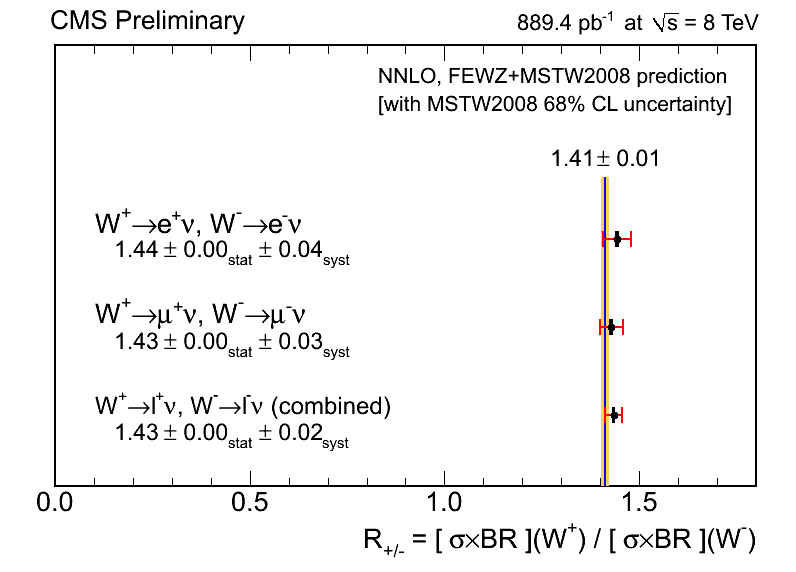 CMS Preliminary
889.4 pb⁻¹ at √s = 8 TeV
NNLO, FEWZ+MSTW2008 prediction
[with MSTW2008 68% CL uncertainty]
1.41 ± 0.01
W⁺→e⁺ν, W⁻→e⁻ν
1.44 ± 0.00stat ± 0.04syst
W⁺→μ⁺ν, W⁻→μ⁻ν
1.43 ± 0.00stat ± 0.03syst
W⁺→l⁺ν, W⁻→l⁻ν (combined)
1.43 ± 0.00stat ± 0.02syst
0.0 0.5 1.0 1.5
R+/- = [ σ×BR ](W⁺) / [ σ×BR ](W⁻)